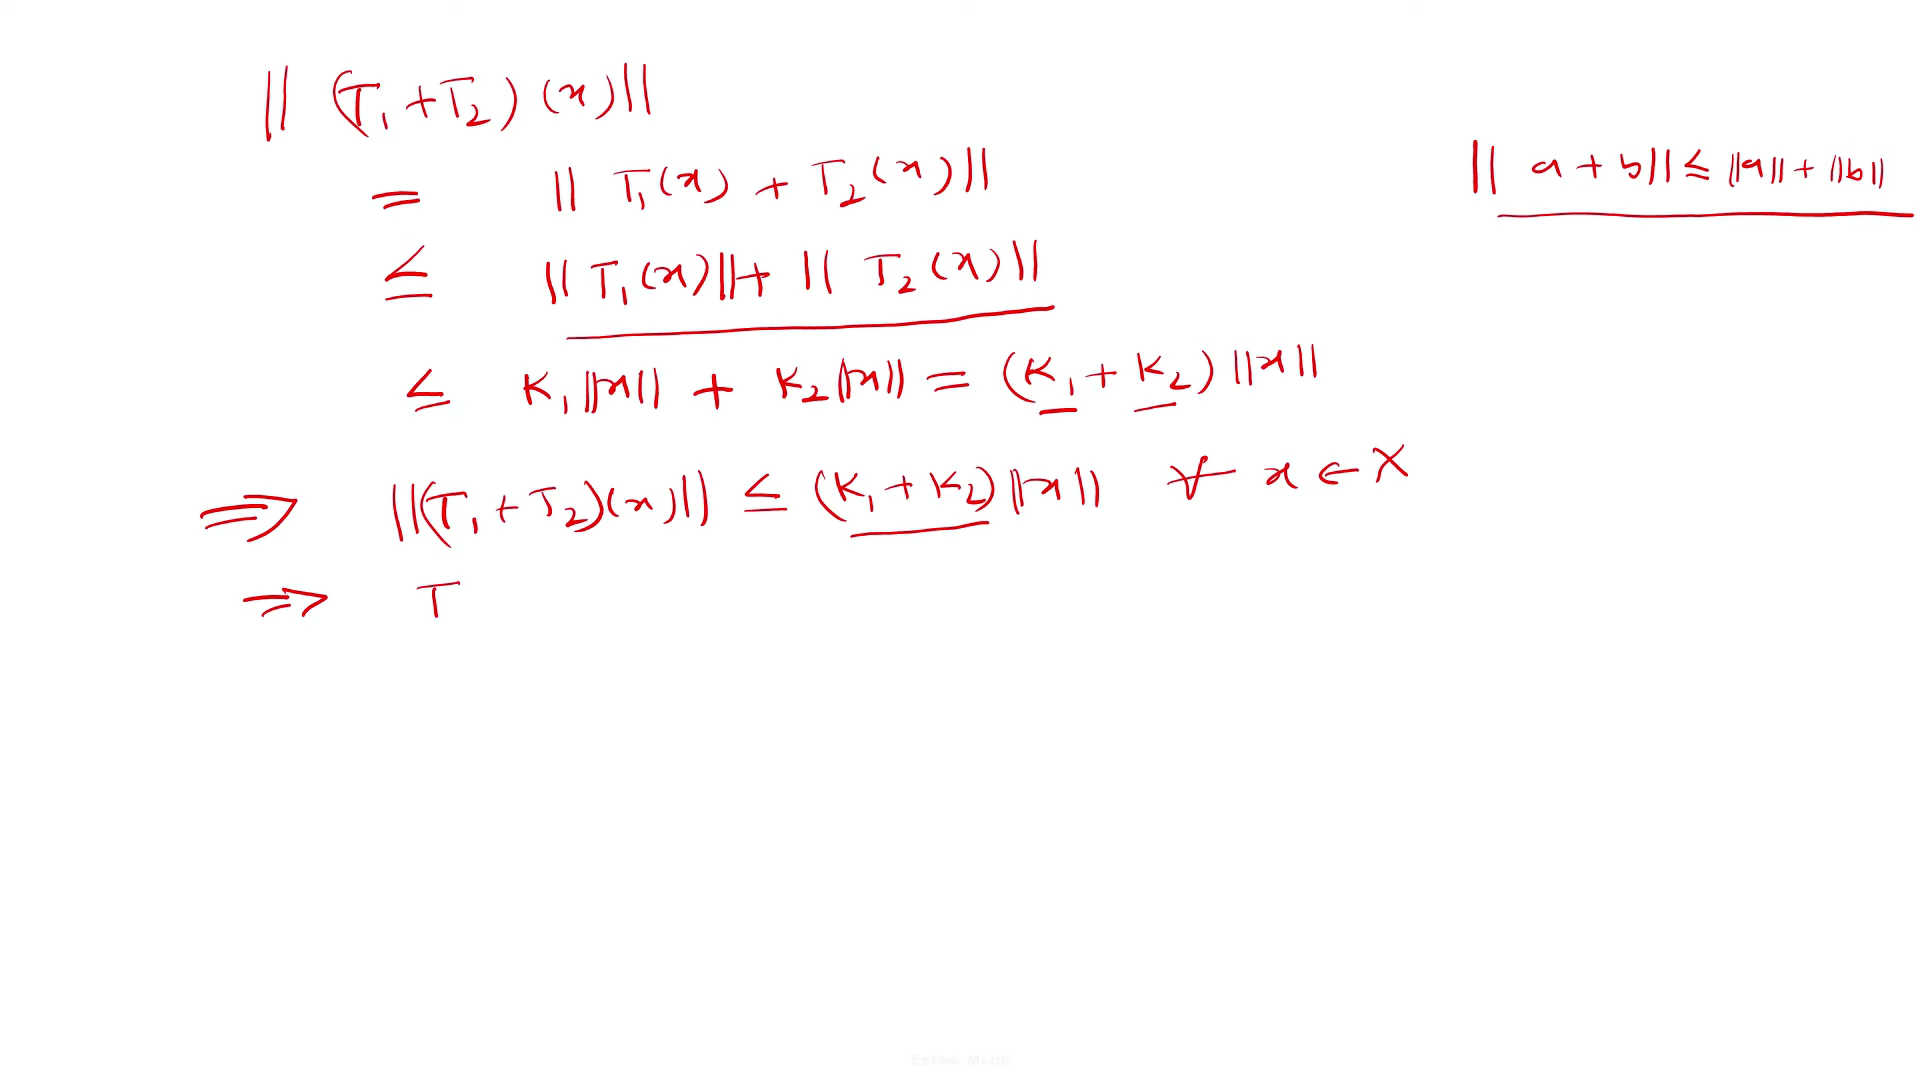 || (T₁ + T₂) (x) ||
= || T₁(x) + T₂(x) ||
|| a + b || ≤ ||a|| + ||b||
≤ || T₁(x) || + || T₂(x) ||
≤ K₁ ||x|| + K₂ ||x|| = (K₁ + K₂) ||x||
⇒ ||(T₁ + T₂)(x)|| ≤ (K₁ + K₂) ||x|| ∀ x ∈ X
⇒ T